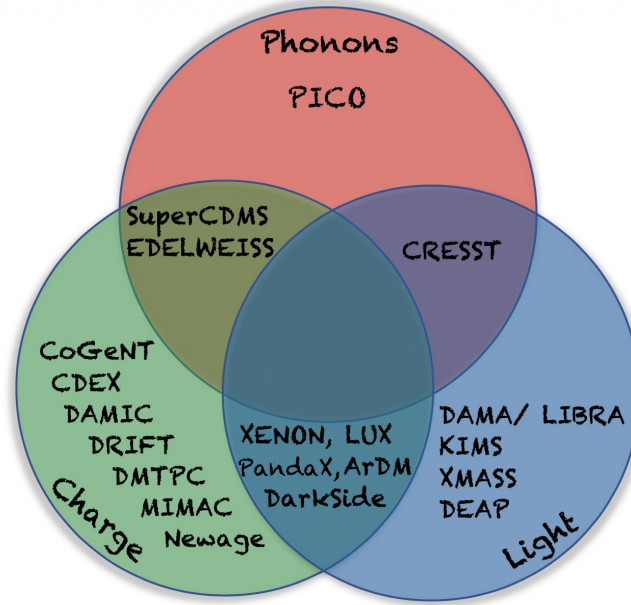 Phonons
PICO
SuperCDMS
EDELWEISS
CRESST
CoGeNT
CDEX
DAMIC
DRIFT
DMTPC
MIMAC
Newage
Charge
XENON, LUX
PandaX, ArDM
DarkSide
DAMA/ LIBRA
KIMS
XMASS
DEAP
Light